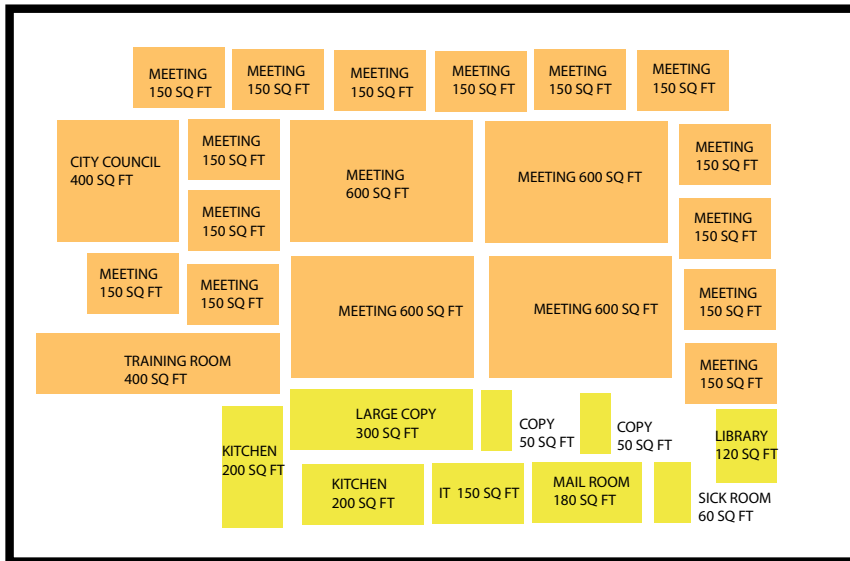 MEETING
150 SQ FT
MEETING
150 SQ FT
MEETING
150 SQ FT
MEETING
150 SQ FT
MEETING
150 SQ FT
MEETING
150 SQ FT
CITY COUNCIL
400 SQ FT
MEETING
150 SQ FT
MEETING
600 SQ FT
MEETING 600 SQ FT
MEETING
150 SQ FT
MEETING
150 SQ FT
MEETING
150 SQ FT
MEETING
150 SQ FT
MEETING
150 SQ FT
MEETING 600 SQ FT
MEETING 600 SQ FT
MEETING
150 SQ FT
TRAINING ROOM
400 SQ FT
MEETING
150 SQ FT
KITCHEN
200 SQ FT
LARGE COPY
300 SQ FT
COPY
50 SQ FT
COPY
50 SQ FT
LIBRARY
120 SQ FT
KITCHEN
200 SQ FT
IT 150 SQ FT
MAIL ROOM
180 SQ FT
SICK ROOM
60 SQ FT